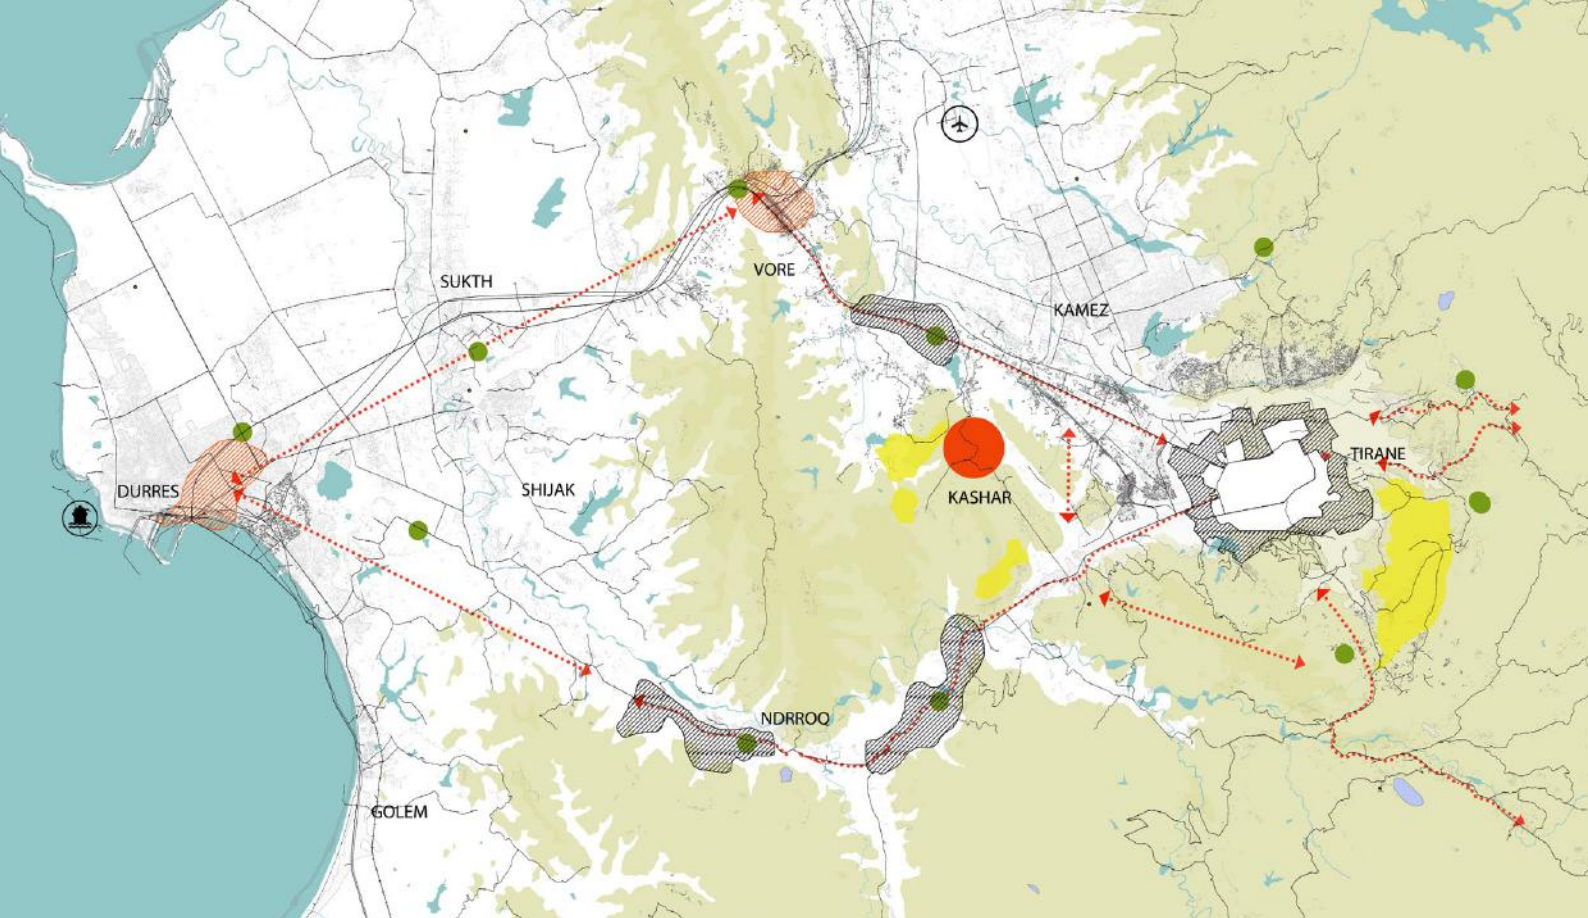 SUKTH
VORE
KAMEZ
TIRANE
DURRES
SHIJAK
KASHAR
NDRROQ
GOLEM